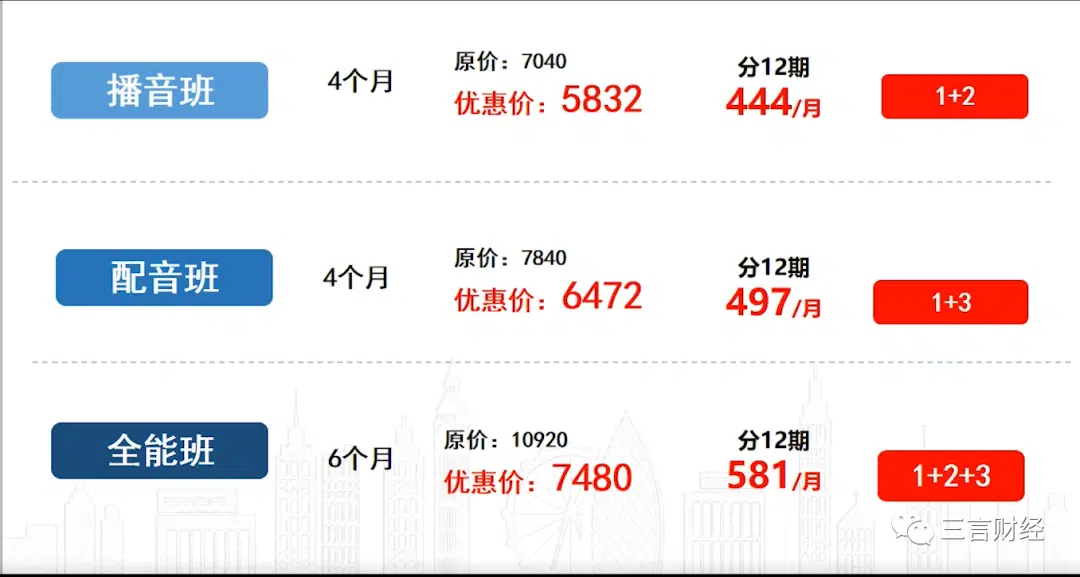 播音班
4个月
原价：7040
优惠价：5832
分12期
444/月
1+2
配音班
4个月
原价：7840
优惠价：6472
分12期
497/月
1+3
全能班
6个月
原价：10920
优惠价：7480
分12期
581/月
1+2+3
三言财经